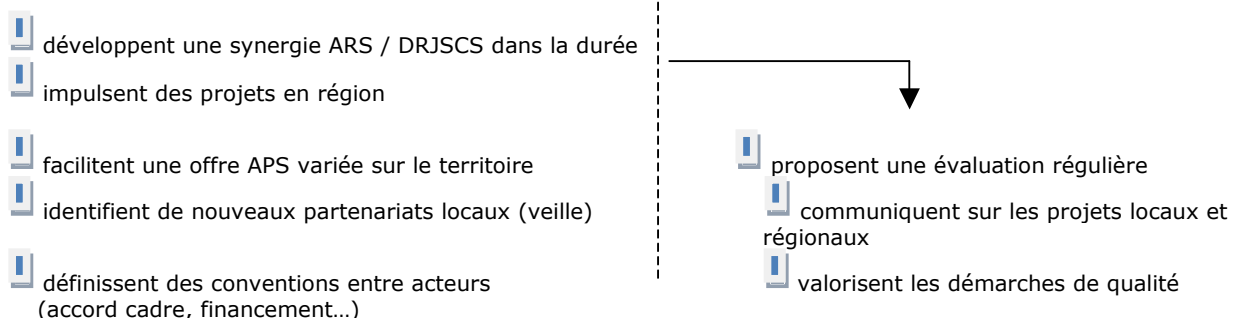 développent une synergie ARS / DRJSCS dans la durée
impulsent des projets en région
facilitent une offre APS variée sur le territoire
identifient de nouveaux partenariats locaux (veille)
définissent des conventions entre acteurs
(accord cadre, financement…)
proposent une évaluation régulière
communiquent sur les projets locaux et
régionaux
valorisent les démarches de qualité